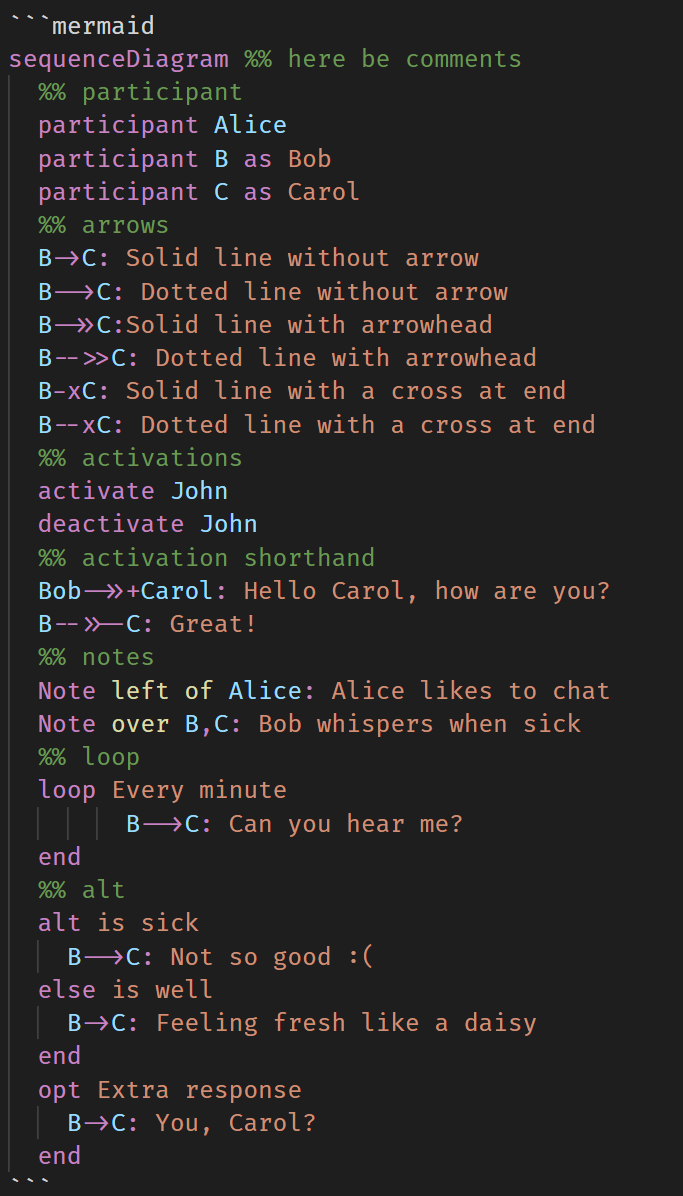 ```mermaid
sequenceDiagram %% here be comments
  %% participant
  participant Alice
  participant B as Bob
  participant C as Carol
  %% arrows
  B->C: Solid line without arrow
  B-->C: Dotted line without arrow
  B->>C:Solid line with arrowhead
  B-->>C: Dotted line with arrowhead
  B-xC: Solid line with a cross at end
  B--xC: Dotted line with a cross at end
  %% activations
  activate John
  deactivate John
  %% activation shorthand
  Bob->>+Carol: Hello Carol, how are you?
  B-->>-C: Great!
  %% notes
  Note left of Alice: Alice likes to chat
  Note over B,C: Bob whispers when sick
  %% loop
  loop Every minute
        B-->C: Can you hear me?
  end
  %% alt
  alt is sick
    B-->C: Not so good :(
  else is well
    B->C: Feeling fresh like a daisy
  end
  opt Extra response
    B->C: You, Carol?
  end
```